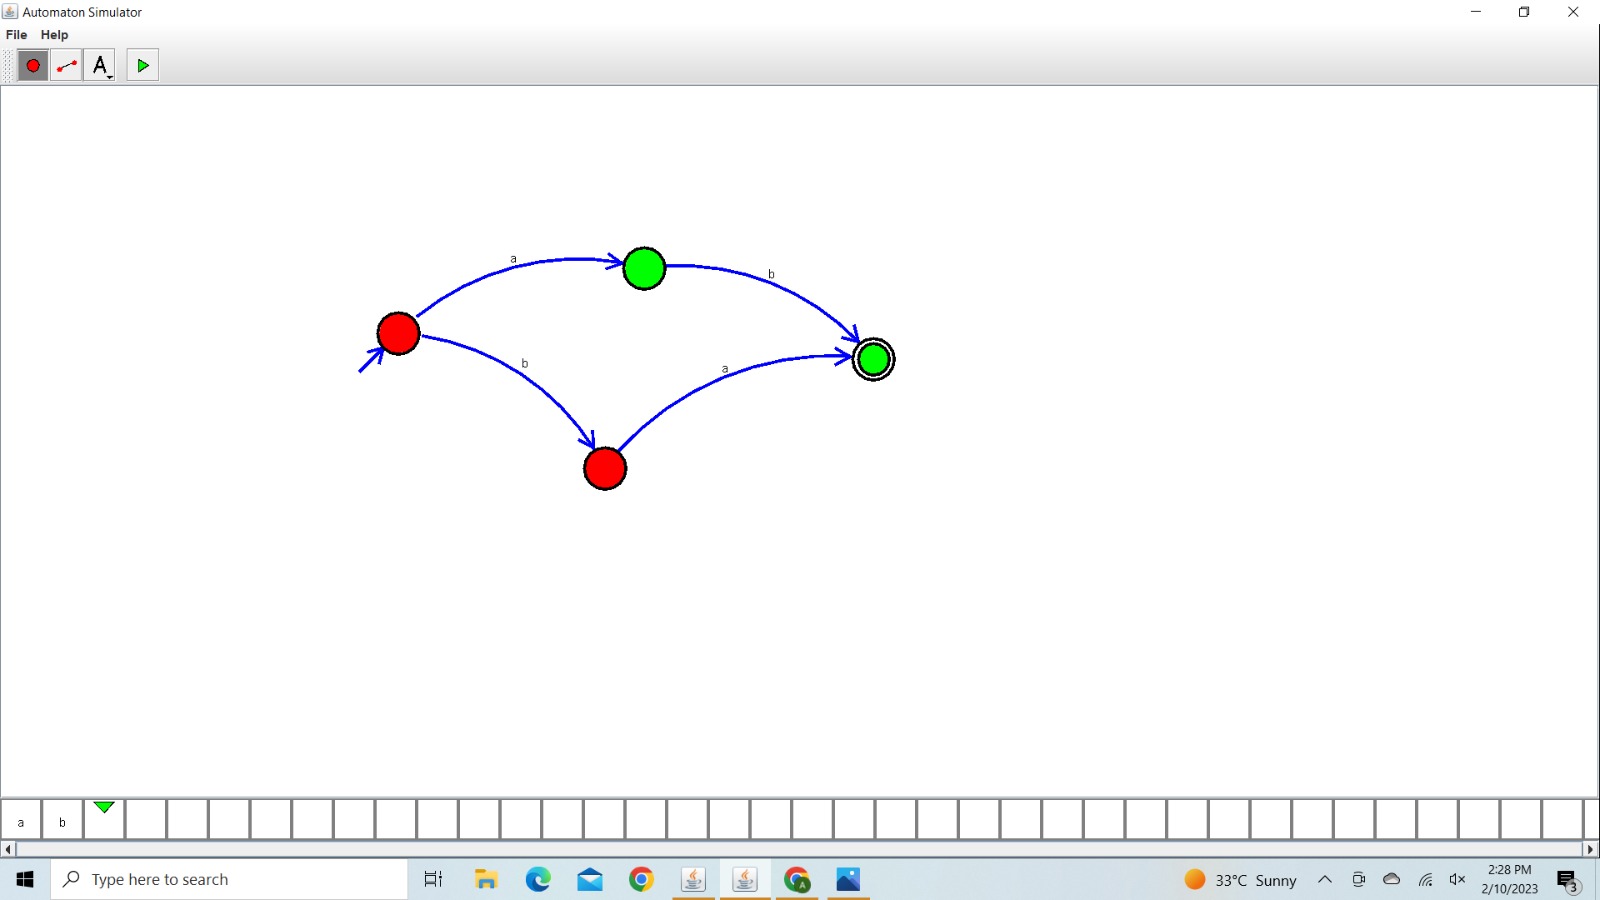 Automaton Simulator
File Help
A
a
b
b
a
a b
Type here to search
33°C Sunny
2:28 PM
2/10/2023
3